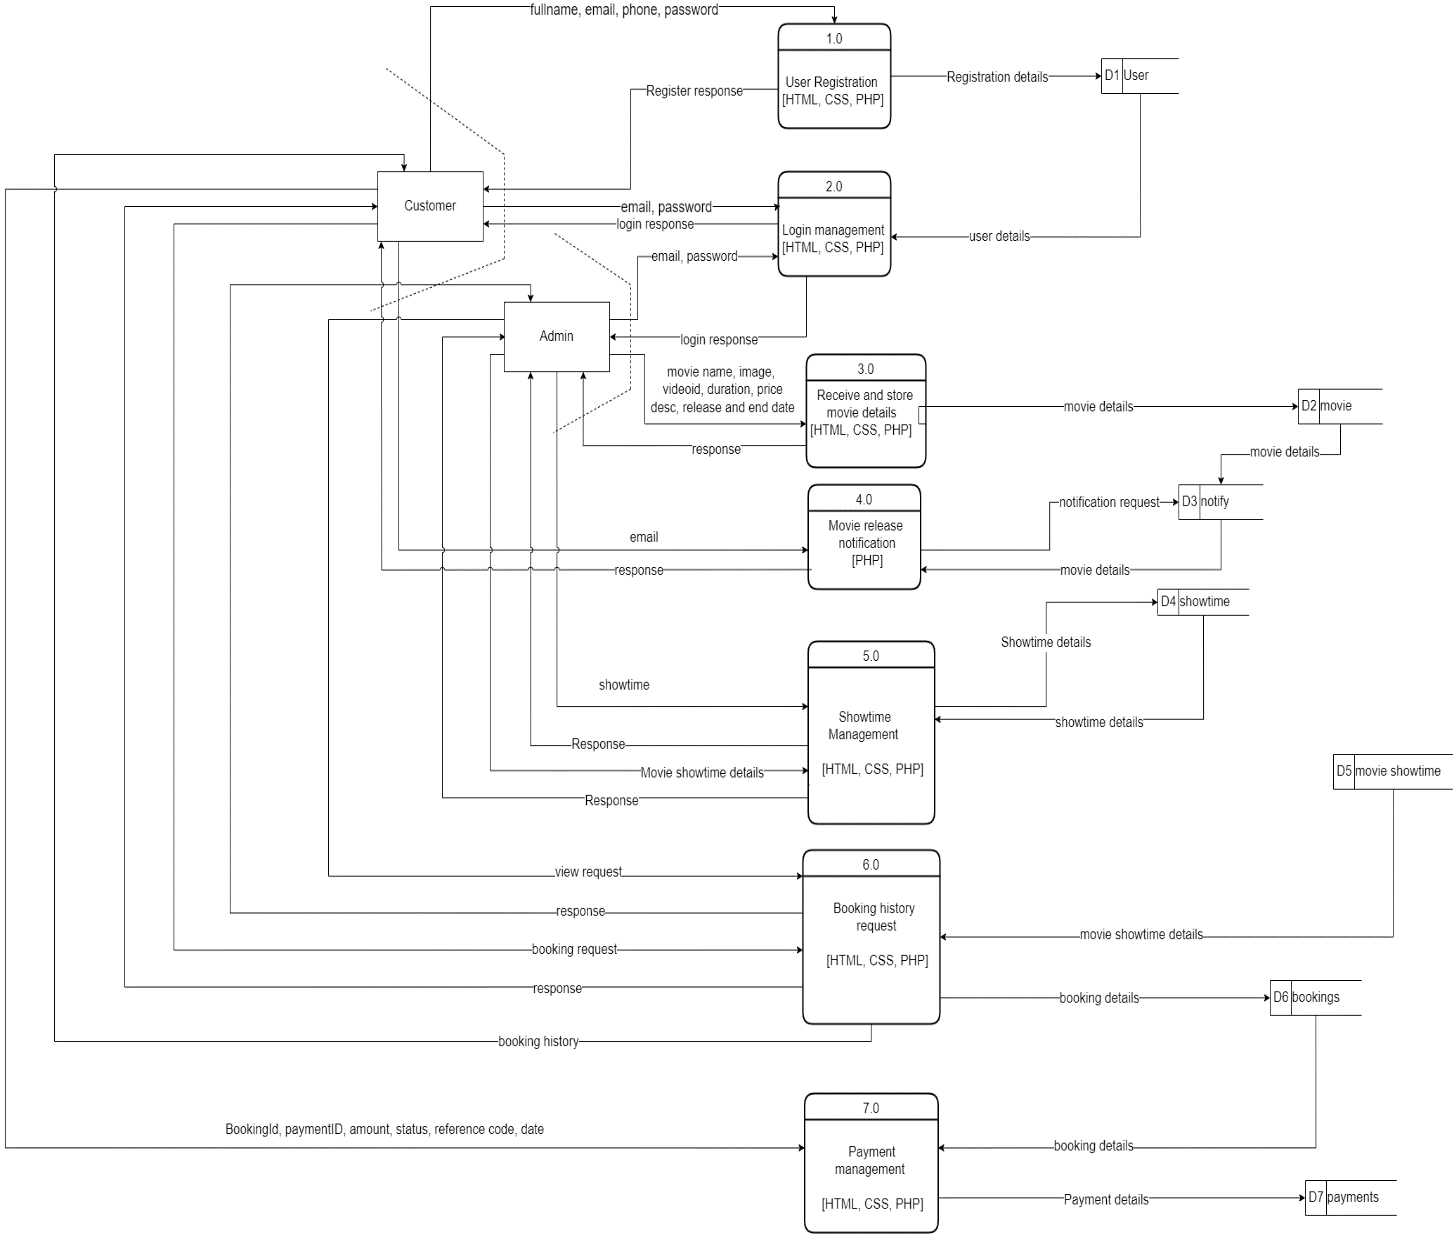 fullname, email, phone, password
1.0
User Registration
[HTML, CSS, PHP]
Registration details
D1 User
Register response
2.0
Customer
email, password
login response
Login management
[HTML, CSS, PHP]
user details
email, password
Admin
login response
3.0
movie name, image,
videoid, duration, price
desc, release and end date
Receive and store
movie details
[HTML, CSS, PHP]
movie details
D2 movie
response
movie details
4.0
notification request
D3 notify
Movie release
notification
[PHP]
email
response
movie details
D4 showtime
Showtime details
5.0
showtime
Showtime
Management
[HTML, CSS, PHP]
showtime details
Response
Movie showtime details
Response
D5 movie showtime
6.0
view request
Booking history
request
[HTML, CSS, PHP]
response
movie showtime details
booking request
response
booking details
D6 bookings
booking history
7.0
BookingId, paymentID, amount, status, reference code, date
Payment
management
[HTML, CSS, PHP]
booking details
Payment details
D7 payments